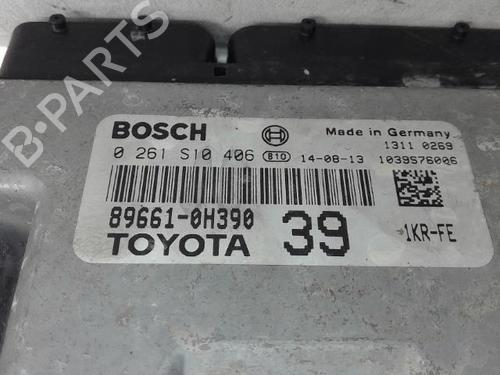 B-PARTS
BOSCH
Made in Germany
1311 0269
0 261 S10 406 B10 14-08-13 1039S76006
89661-0H390
TOYOTA 39 1KR-FE